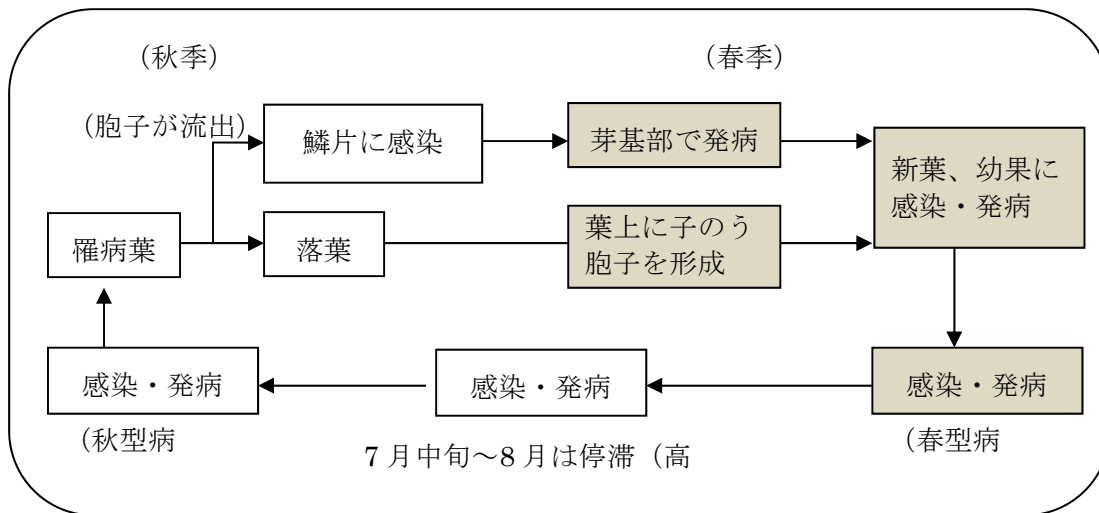 (秋季)
(春季)
(胞子が流出)
鱗片に感染
芽基部で発病
新葉、幼果に
感染・発病
罹病葉
落葉
葉上に子のう
胞子を形成
感染・発病
感染・発病
感染・発病
(秋型病
(春型病
7月中旬～8月は停滞（高